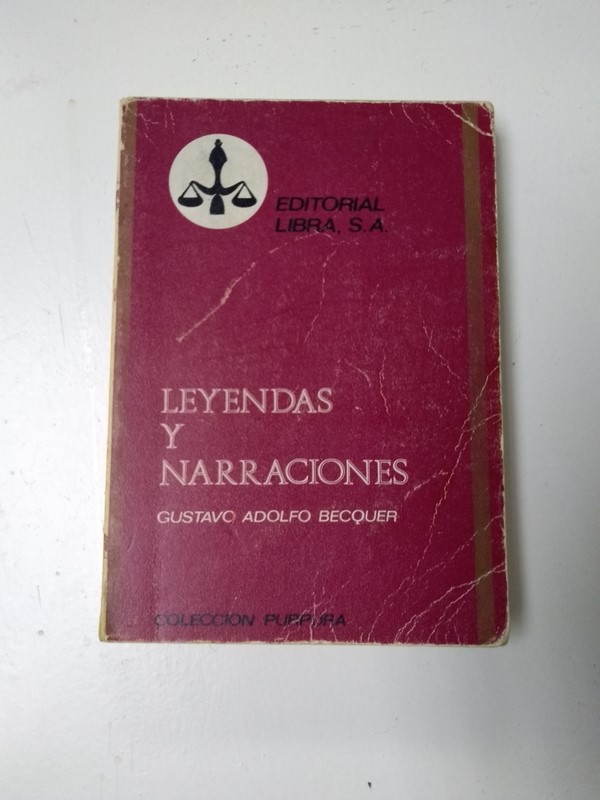 EDITORIAL
LIBRA, S.A.
LEYENDAS
Y
NARRACIONES
GUSTAVO ADOLFO BECQUER
COLECCION PURPURA